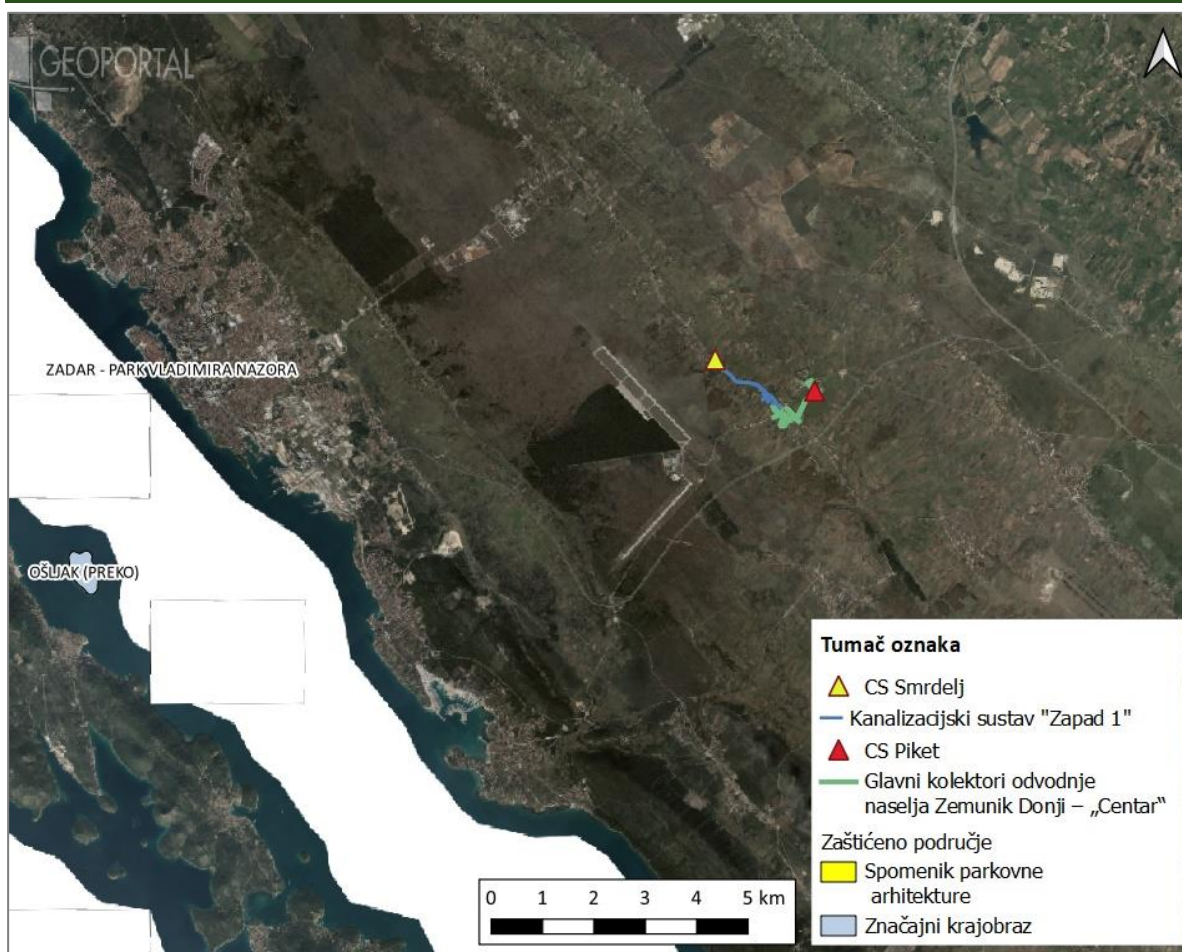 GEOPORTAL
ZADAR - PARK VLADIMIRA NAZORA
OŠLJAK (PREKO)
Tumač oznaka
CS Smrdelj
Kanalizacijski sustav "Zapad 1"
CS Piket
Glavni kolektori odvodnje
naselja Zemunik Donji – „Centar“
Zaštićeno područje
Spomenik parkovne
arhitekture
Značajni krajobraz
0 1 2 3 4 5 km